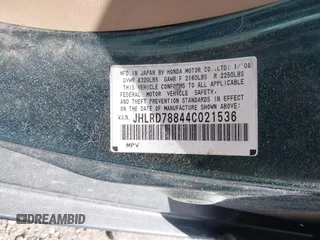 MFD. IN JAPAN BY HONDA MOTOR CO., LTD. 1/04
GVWR 4320LBS GAWR F 2160LBS R 2250LBS
THIS VEHICLE CONFORMS TO ALL APPLICABLE
FEDERAL MOTOR VEHICLE SAFETY,
AND THEFT PREVENTION STANDARDS IN EFFECT
ON THE DATE OF MANUFACTURE SHOWN ABOVE.
V.I.N. JHLRD78844C021536
MPV
DREAMBID